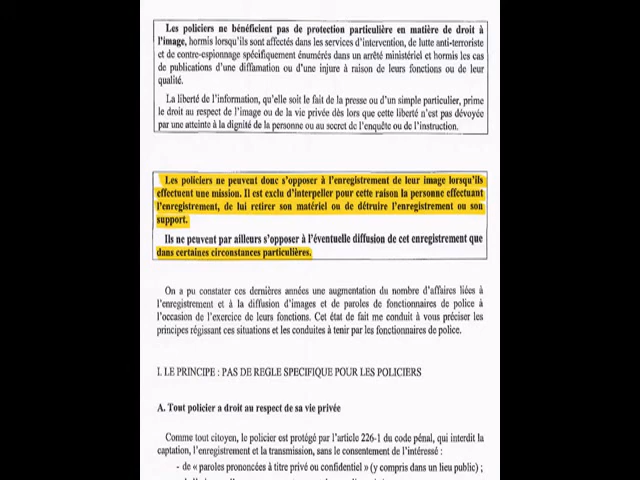 Les policiers ne bénéficient pas de protection particulière en matière de droit à
l'image, hormis lorsqu'ils sont affectés dans les services d'intervention, de lutte anti-terroriste
et de contre-espionnage spécifiquement énumérés dans un arrêté ministériel et hormis les cas
de publications d'une diffamation ou d'une injure à raison de leurs fonctions ou de leur
qualité.
La liberté de l'information, qu'elle soit le fait de la presse ou d'un simple particulier, prime
le droit au respect de l'image ou de la vie privée dès lors que cette liberté n'est pas dévoyée
par une atteinte à la dignité de la personne ou au secret de l'enquête ou de l'instruction.
Les policiers ne peuvent donc s'opposer à l'enregistrement de leur image lorsqu'ils
effectuent une mission. Il est exclu d'interpeller pour cette raison la personne effectuant
l'enregistrement, de lui retirer son matériel ou de détruire l'enregistrement ou son
support.
Ils ne peuvent par ailleurs s'opposer à l'éventuelle diffusion de cet enregistrement que
dans certaines circonstances particulières.
On a pu constater ces dernières années une augmentation du nombre d'affaires liées à
l'enregistrement et à la diffusion d'images et de paroles de fonctionnaires de police à
l'occasion de l'exercice de leurs fonctions. Cet état de fait me conduit à vous préciser les
principes régissant ces situations et les conduites à tenir par les fonctionnaires de police.
I. LE PRINCIPE : PAS DE REGLE SPECIFIQUE POUR LES POLICIERS
A. Tout policier a droit au respect de sa vie privée
Comme tout citoyen, le policier est protégé par l'article 226-1 du code pénal, qui interdit la
captation, l'enregistrement et la transmission, sans le consentement de l'intéressé :
- de « paroles prononcées à titre privé ou confidentiel » (y compris dans un lieu public) ;